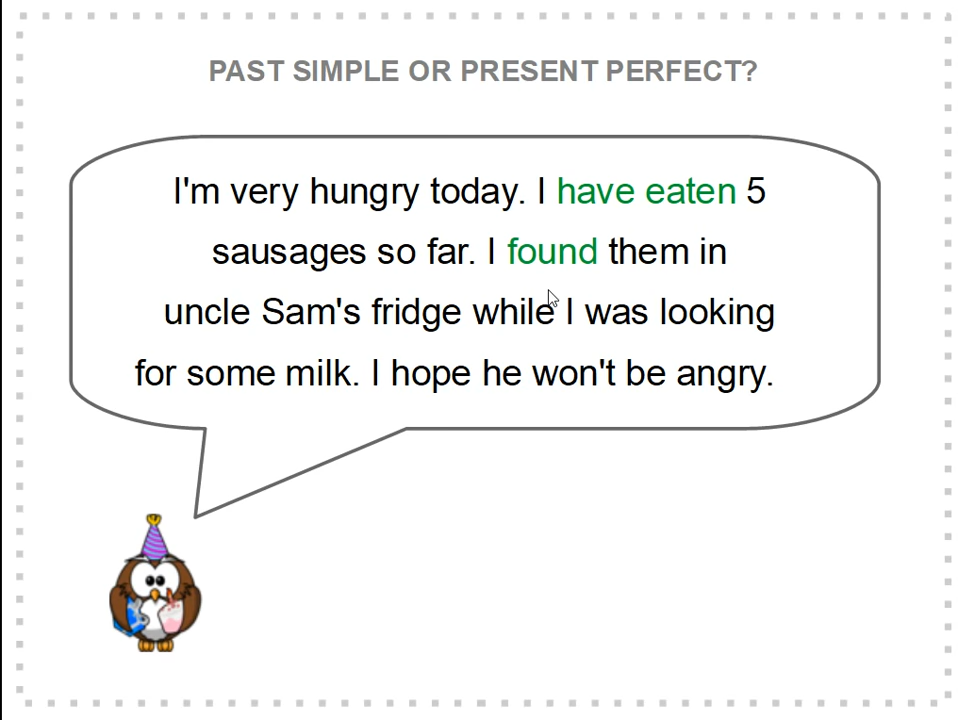 PAST SIMPLE OR PRESENT PERFECT?
I'm very hungry today. I have eaten 5
sausages so far. I found them in
uncle Sam's fridge while I was looking
for some milk. I hope he won't be angry.